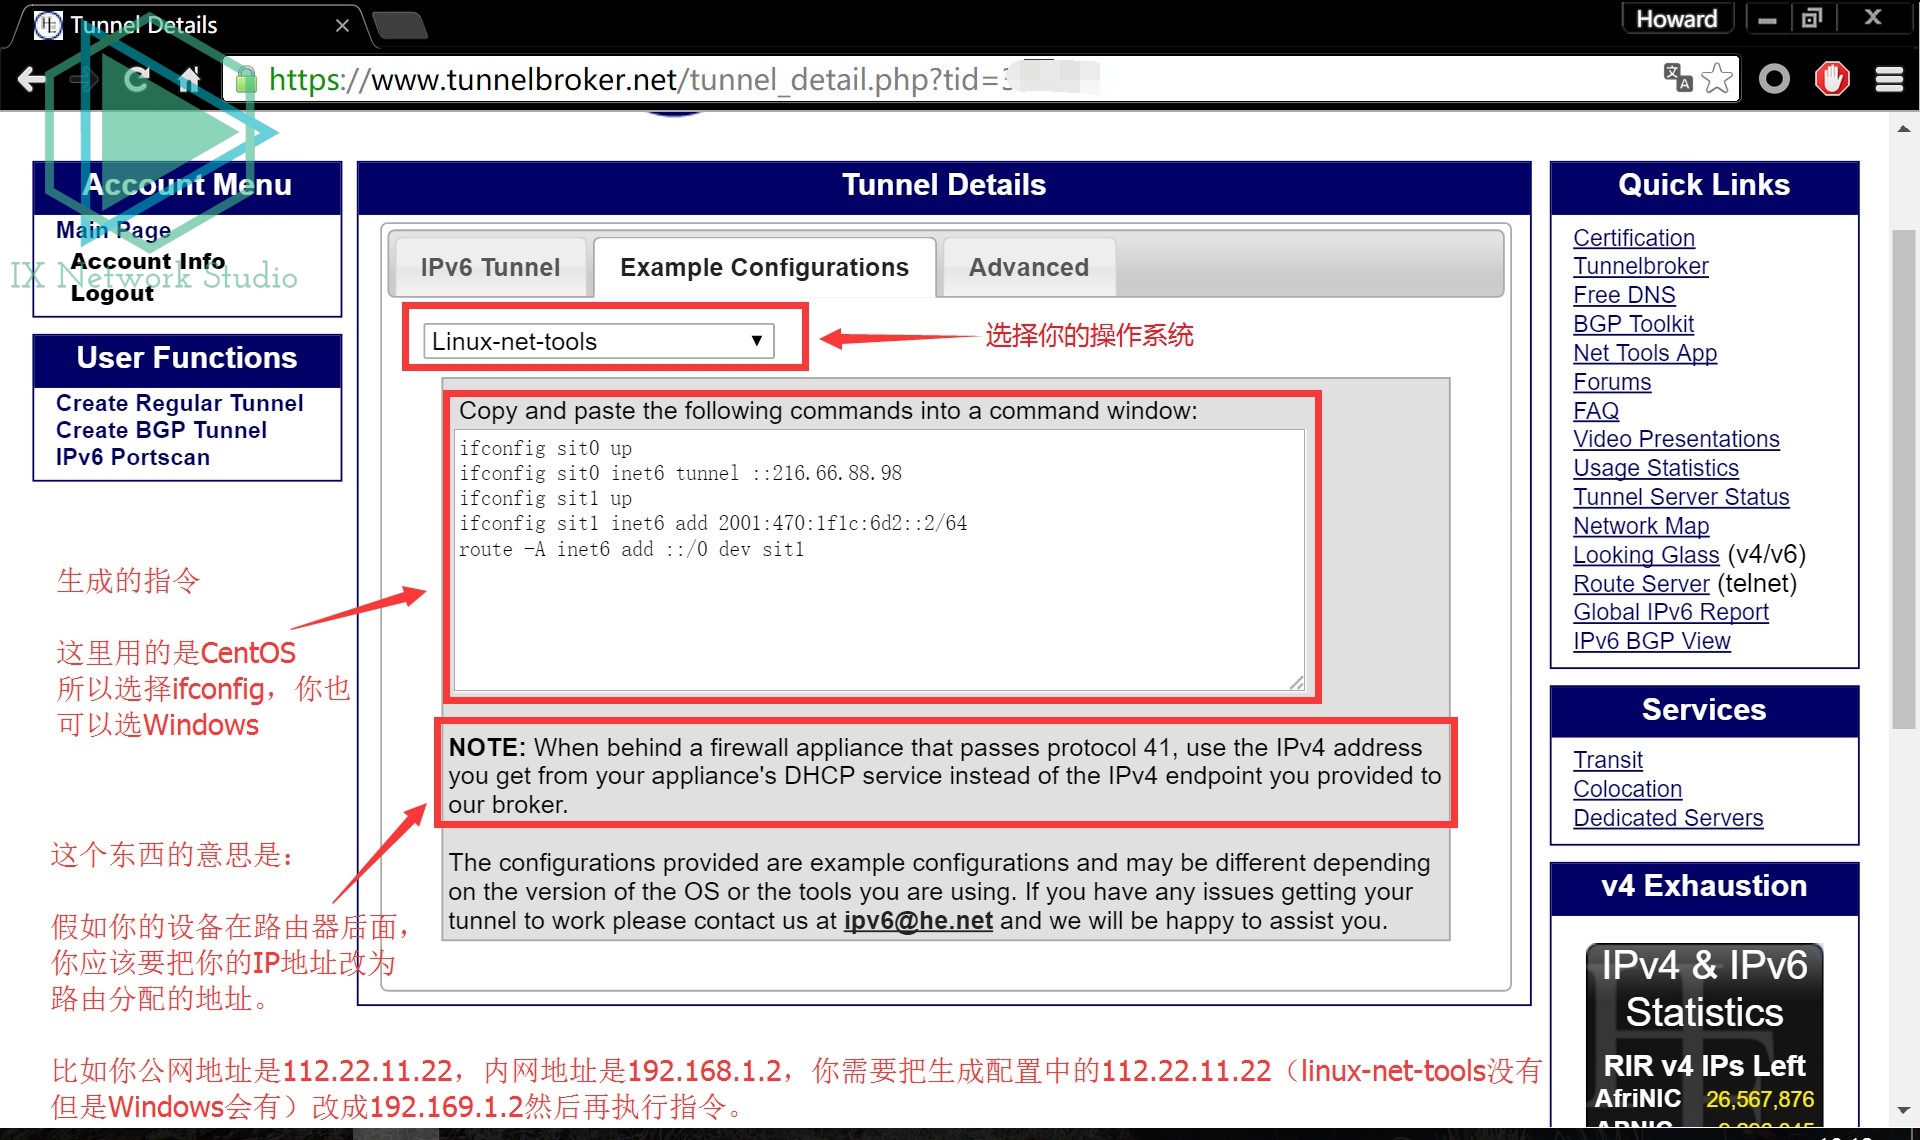 Tunnel Details
Howard
https://www.tunnelbroker.net/tunnel_detail.php?tid=
Account Menu
Main Page
Account Info
Logout
IX Network Studio
User Functions
Create Regular Tunnel
Create BGP Tunnel
IPv6 Portscan
生成的指令
这里用的是CentOS
所以选择ifconfig，你也
可以选Windows
这个东西的意思是：
假如你的设备在路由器后面，
你应该要把你的IP地址改为
路由分配的地址。
Tunnel Details
IPv6 Tunnel
Example Configurations
Advanced
Linux-net-tools
选择你的操作系统
Copy and paste the following commands into a command window:
ifconfig sit0 up
ifconfig sit0 inet6 tunnel ::216.66.88.98
ifconfig sit1 up
ifconfig sit1 inet6 add 2001:470:1f1c:6d2::2/64
route -A inet6 add ::/0 dev sit1
NOTE: When behind a firewall appliance that passes protocol 41, use the IPv4 address
you get from your appliance's DHCP service instead of the IPv4 endpoint you provided to
our broker.
The configurations provided are example configurations and may be different depending
on the version of the OS or the tools you are using. If you have any issues getting your
tunnel to work please contact us at ipv6@he.net and we will be happy to assist you.
比如你公网地址是112.22.11.22，内网地址是192.168.1.2，你需要把生成配置中的112.22.11.22（linux-net-tools没有
但是Windows会有）改成192.169.1.2然后再执行指令。
Quick Links
Certification
Tunnelbroker
Free DNS
BGP Toolkit
Net Tools App
Forums
FAQ
Video Presentations
Usage Statistics
Tunnel Server Status
Network Map
Looking Glass (v4/v6)
Route Server (telnet)
Global IPv6 Report
IPv6 BGP View
Services
Transit
Colocation
Dedicated Servers
v4 Exhaustion
IPv4 & IPv6
Statistics
RIR v4 IPs Left
AfriNIC 26,567,876